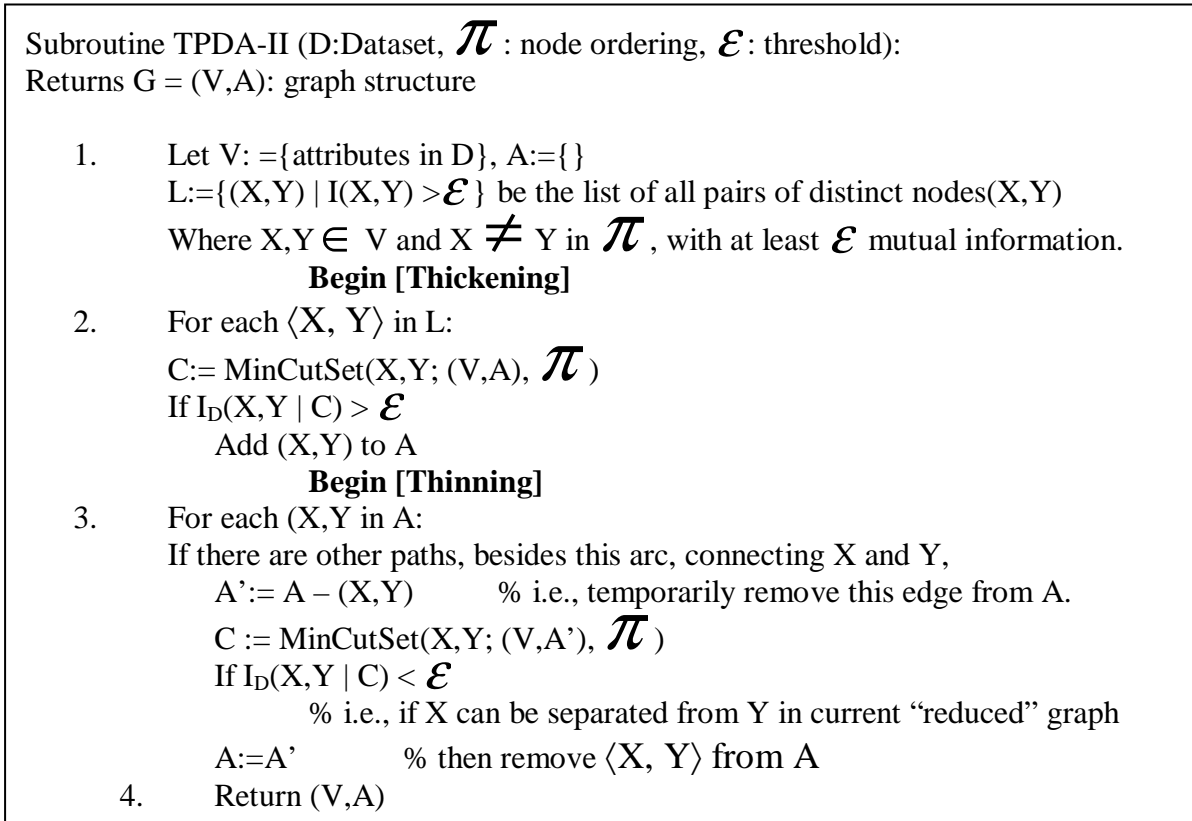 Subroutine TPDA-II (D:Dataset, 𝝅 : node ordering, 𝜺: threshold):
Returns G = (V,A): graph structure
1. Let V: ={attributes in D}, A:={}
L:={(X,Y) | I(X,Y) >𝜺} be the list of all pairs of distinct nodes(X,Y)
Where X,Y∈ V and X ≠ Y in 𝝅, with at least 𝜺 mutual information.
Begin [Thickening]
2. For each ⟨X, Y⟩ in L:
C:= MinCutSet(X,Y; (V,A), 𝝅)
If I_D(X,Y | C) > 𝜺
Add (X,Y) to A
Begin [Thinning]
3. For each (X,Y in A:
If there are other paths, besides this arc, connecting X and Y,
A’:= A – (X,Y) % i.e., temporarily remove this edge from A.
C := MinCutSet(X,Y; (V,A’), 𝝅)
If I_D(X,Y | C) < 𝜺
% i.e., if X can be separated from Y in current “reduced” graph
A:=A’ % then remove ⟨X, Y⟩ from A
4. Return (V,A)